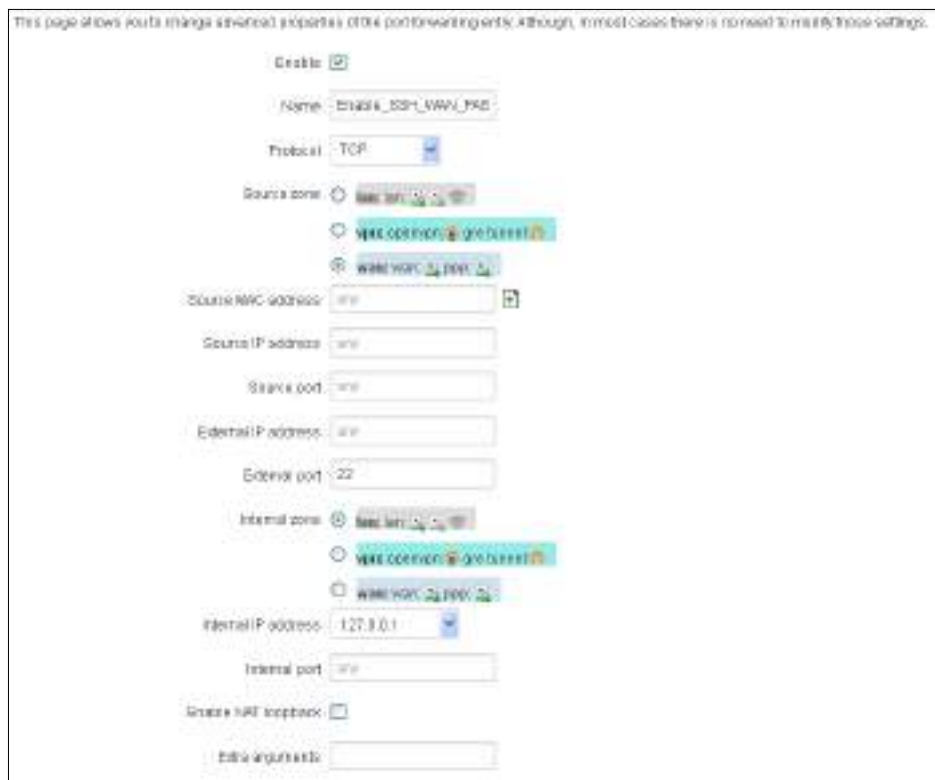 This page allows you to change advanced properties of the port forwarding entry. Although, in most cases there is no need to modify those settings.
Enable
Name Enable_SSH_WAN_PAS
Protocol TCP
Source zone lan: lan:
vpn: openvpn: gre tunnel:
wan: wan: ppp:
Source MAC address any
Source IP address any
Source port any
External IP address any
External port 22
Internal zone lan: lan:
vpn: openvpn: gre tunnel:
wan: wan: ppp:
Internal IP address 127.0.0.1
Internal port any
Enable NAT loopback
Extra arguments